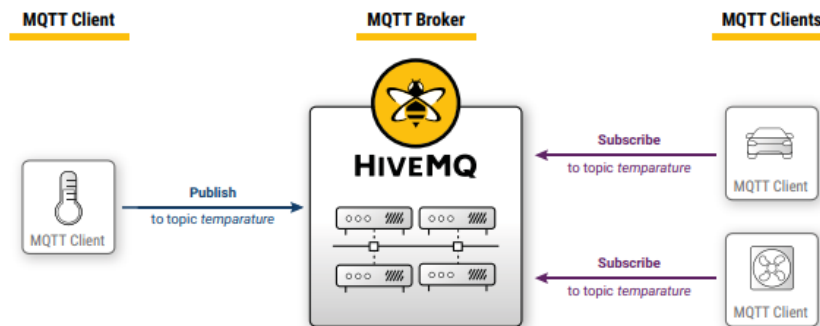 MQTT Client
MQTT Broker
MQTT Clients
HIVEMQ
Publish
to topic temparature
MQTT Client
Subscribe
to topic temparature
MQTT Client
Subscribe
to topic temparature
MQTT Client